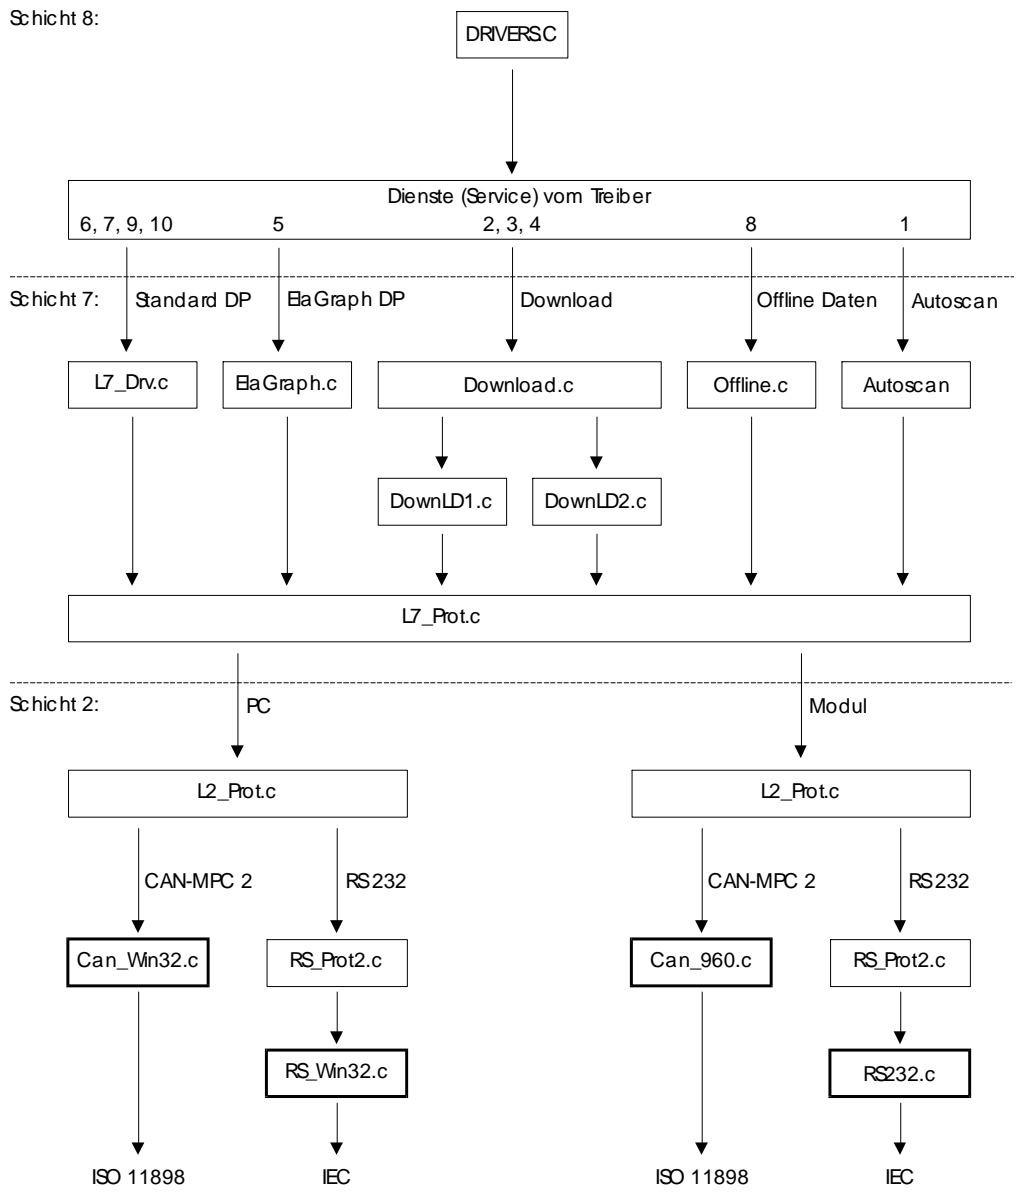 Schicht 8:
DRIVERS.C
Dienste (Service) vom Treiber
6, 7, 9, 10
5
2, 3, 4
8
1
Schicht 7:
Standard DP
ElaGraph DP
Download
Offline Daten
Autoscan
L7_Drv.c
ElaGraph.c
Download.c
Offline.c
Autoscan
DownLD1.c
DownLD2.c
L7_Prot.c
Schicht 2:
PC
Modul
L2_Prot.c
L2_Prot.c
CAN-MPC 2
RS232
CAN-MPC 2
RS232
Can_Win32.c
RS_Prot2.c
Can_960.c
RS_Prot2.c
RS_Win32.c
RS232.c
ISO 11898
IEC
ISO 11898
IEC